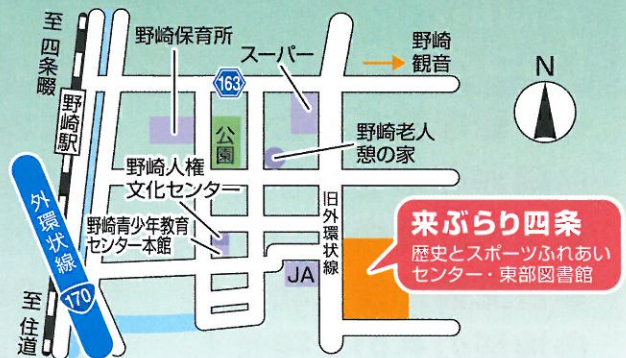 至 四条畷
野崎駅
外環状線
170
至 住道
野崎保育所
163
スーパー
野崎
観音
N
公園
野崎老人
憩の家
野崎人権
文化センター
野崎青少年教育
センター本館
旧外環状線
JA
来ぶらり四条
歴史とスポーツふれあい
センター・東部図書館